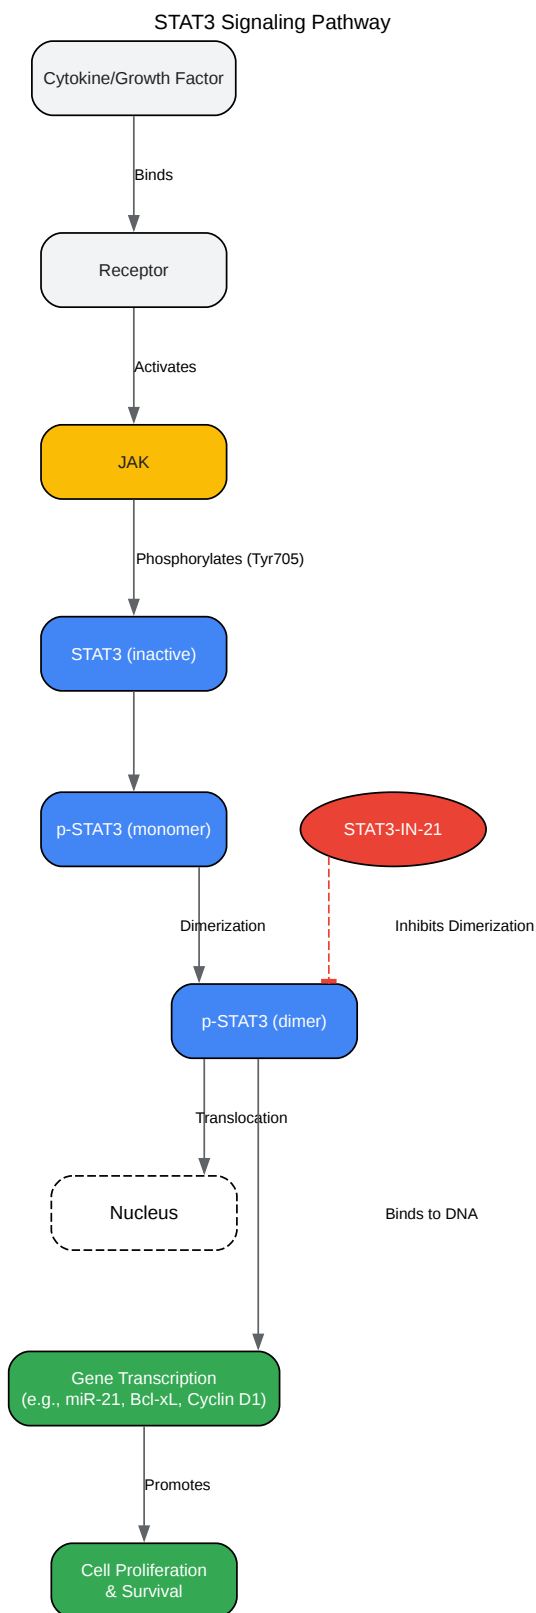 STAT3 Signaling Pathway
Cytokine/Growth Factor
Binds
Receptor
Activates
JAK
Phosphorylates (Tyr705)
STAT3 (inactive)
p-STAT3 (monomer)
STAT3-IN-21
Dimerization
Inhibits Dimerization
p-STAT3 (dimer)
Translocation
Nucleus
Binds to DNA
Gene Transcription
(e.g., miR-21, Bcl-xL, Cyclin D1)
Promotes
Cell Proliferation
& Survival